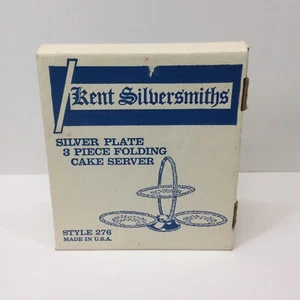 Kent Silversmiths
SILVER PLATE
3 PIECE FOLDING
CAKE SERVER
STYLE 276
MADE IN U.S.A.